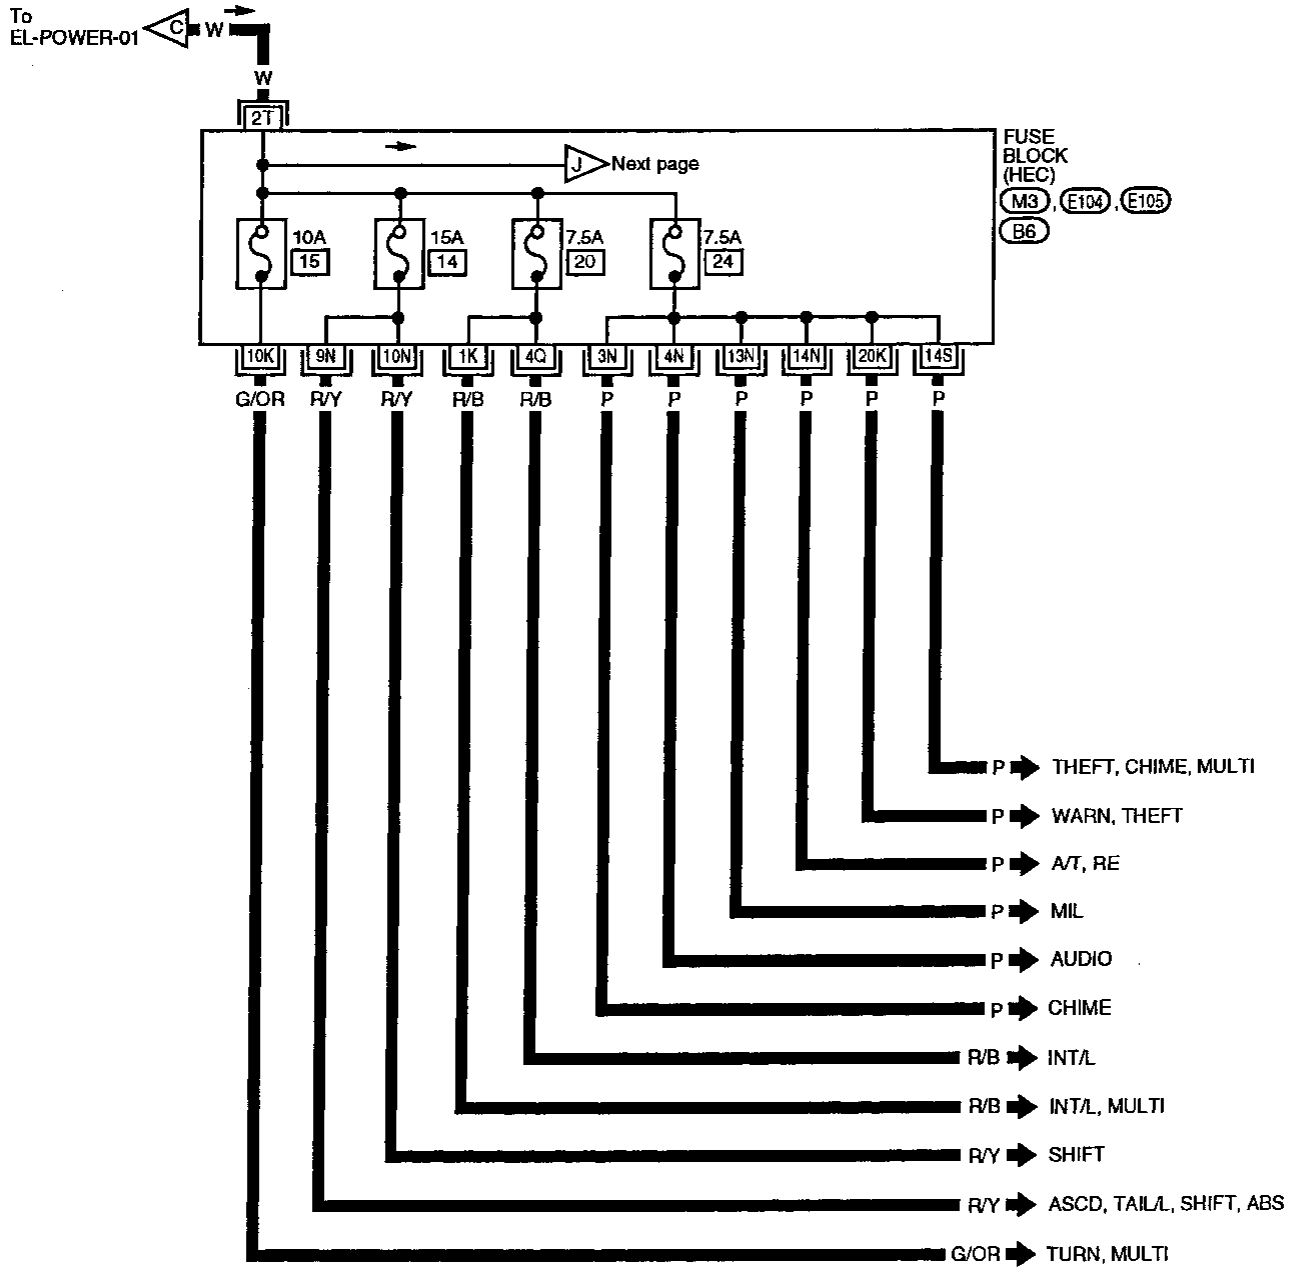 To
EL-POWER-01
C
W
W
2T
J
Next page
FUSE
BLOCK
(HEC)
M3, E104, E105
B6
10A
15
15A
14
7.5A
20
7.5A
24
10K 9N 10N 1K 4Q 3N 4N 13N 14N 20K 14S
G/OR R/Y R/Y R/B R/B P P P P P P
P THEFT, CHIME, MULTI
P WARN, THEFT
P A/T, RE
P MIL
P AUDIO
P CHIME
R/B INT/L
R/B INT/L, MULTI
R/Y SHIFT
R/Y ASCD, TAIL/L, SHIFT, ABS
G/OR TURN, MULTI